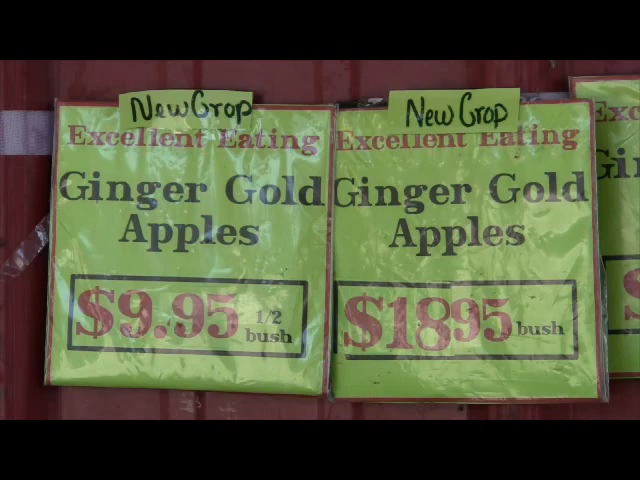 New Crop
Excellent Eating
Ginger Gold
Apples
$9.95 1/2
bush
New Crop
Excellent Eating
Ginger Gold
Apples
$1895 bush